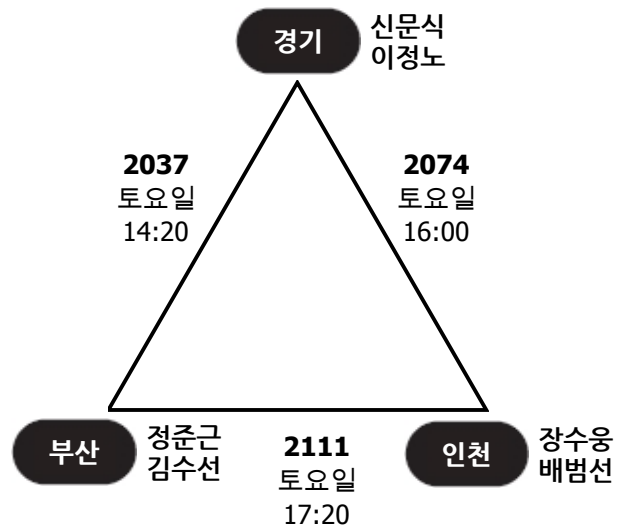 경기
신문식
이정노
2037
토요일
14:20
2074
토요일
16:00
부산
정준근
김수선
2111
토요일
17:20
인천
장수웅
배범선